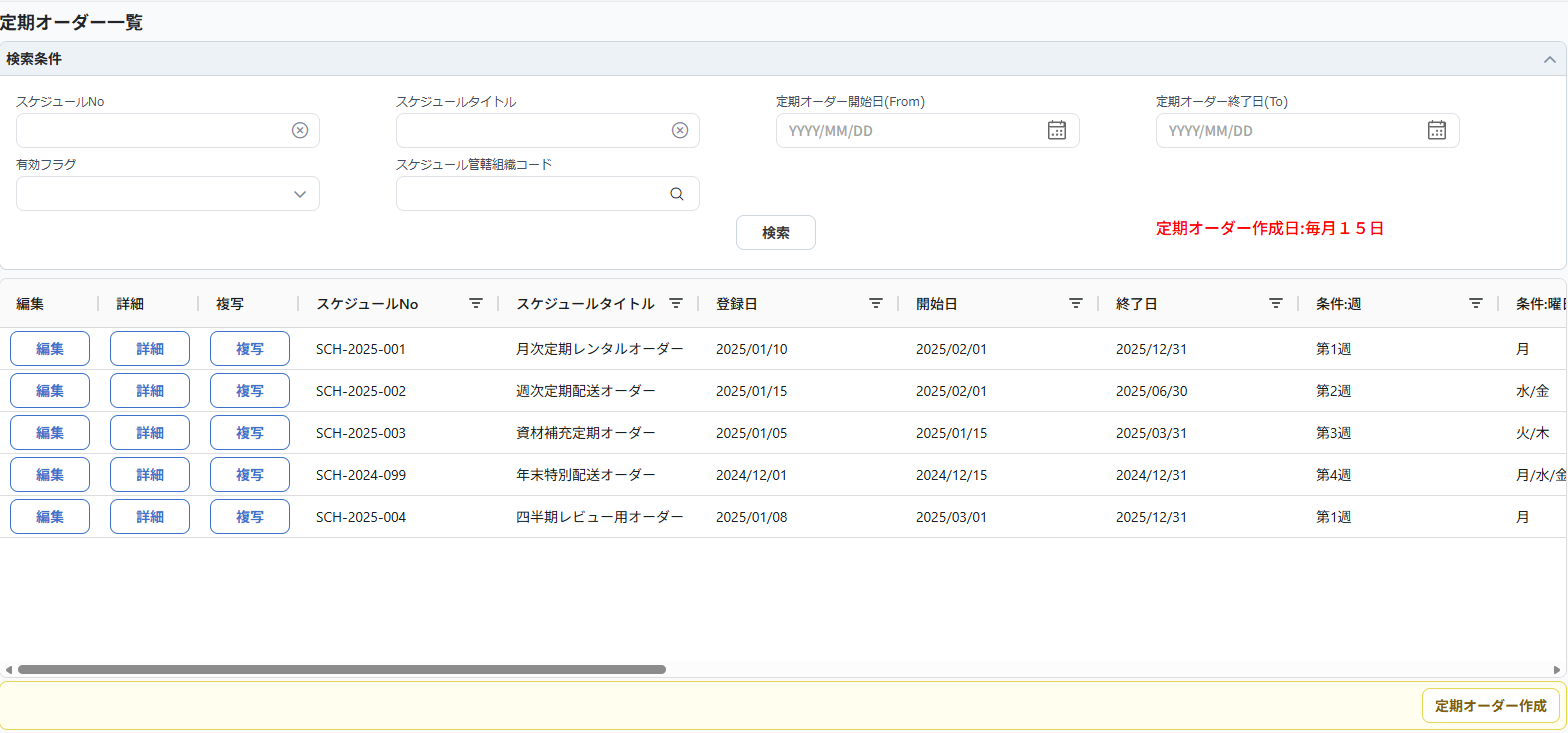 定期オーダー一覧
検索条件
スケジュールNo スケジュールタイトル 定期オーダー開始日(From) 定期オーダー終了日(To)
YYYY/MM/DD YYYY/MM/DD
有効フラグ スケジュール管轄組織コード
検索 定期オーダー作成日:毎月１５日
編集 詳細 複写 スケジュールNo スケジュールタイトル 登録日 開始日 終了日 条件:週 条件:曜日
編集 詳細 複写 SCH-2025-001 月次定期レンタルオーダー 2025/01/10 2025/02/01 2025/12/31 第1週 月
編集 詳細 複写 SCH-2025-002 週次定期配送オーダー 2025/01/15 2025/02/01 2025/06/30 第2週 水/金
編集 詳細 複写 SCH-2025-003 資材補充定期オーダー 2025/01/05 2025/01/15 2025/03/31 第3週 火/木
編集 詳細 複写 SCH-2024-099 年末特別配送オーダー 2024/12/01 2024/12/15 2024/12/31 第4週 月/水/金
編集 詳細 複写 SCH-2025-004 四半期レビュー用オーダー 2025/01/08 2025/03/01 2025/12/31 第1週 月
定期オーダー作成